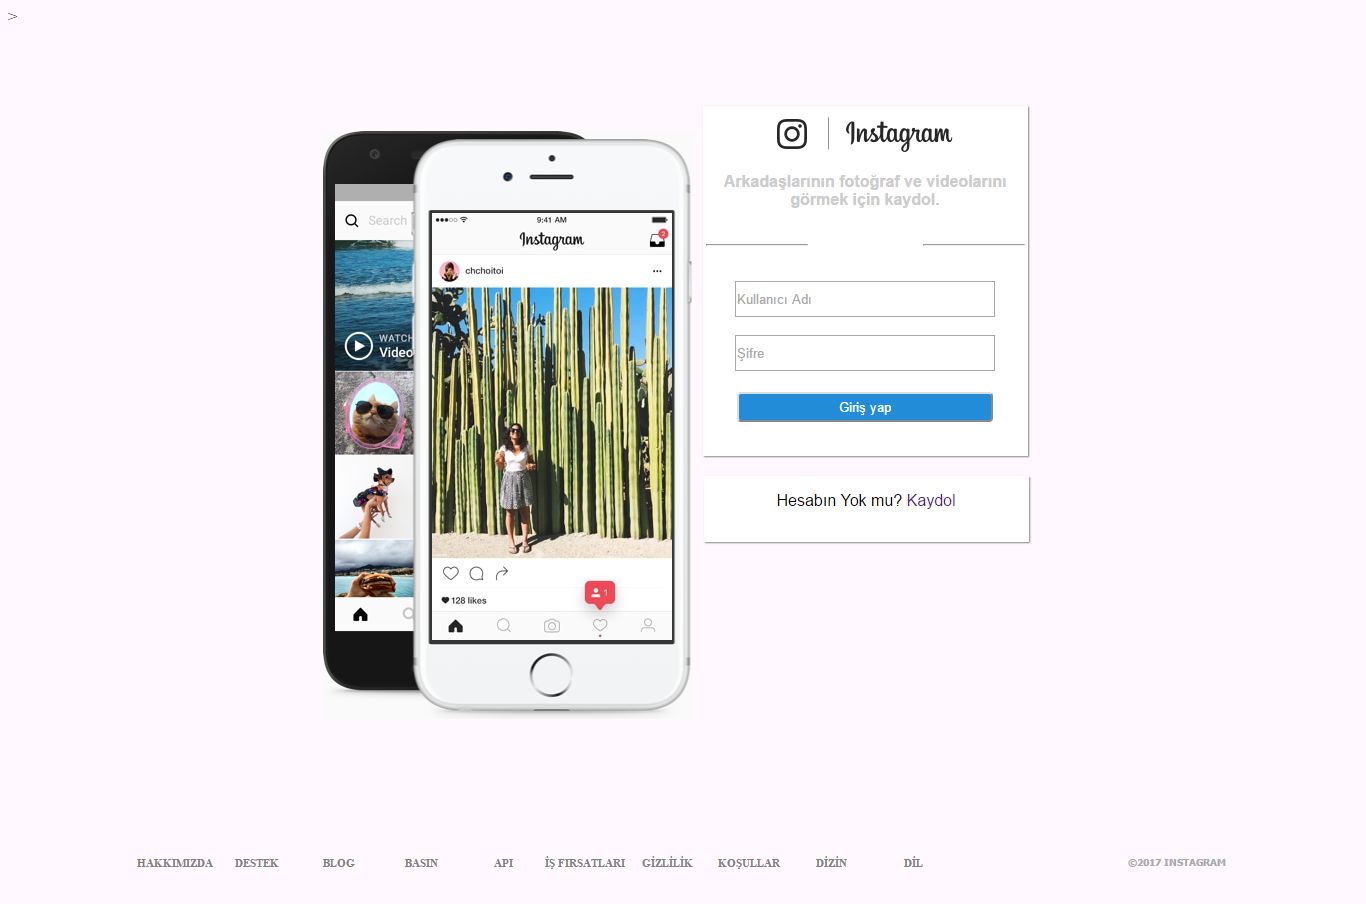 >
Instagram
Arkadaşlarının fotoğraf ve videolarını
görmek için kaydol.
Kullanıcı Adı
Şifre
Giriş yap
Hesabın Yok mu? Kaydol
Search
WATCH
Video
9:41 AM
Instagram
2
chchoitoi
128 likes
1
HAKKIMIZDA DESTEK BLOG BASIN API İŞ FIRSATLARI GİZLİLİK KOŞULLAR DİZİN DİL ©2017 INSTAGRAM